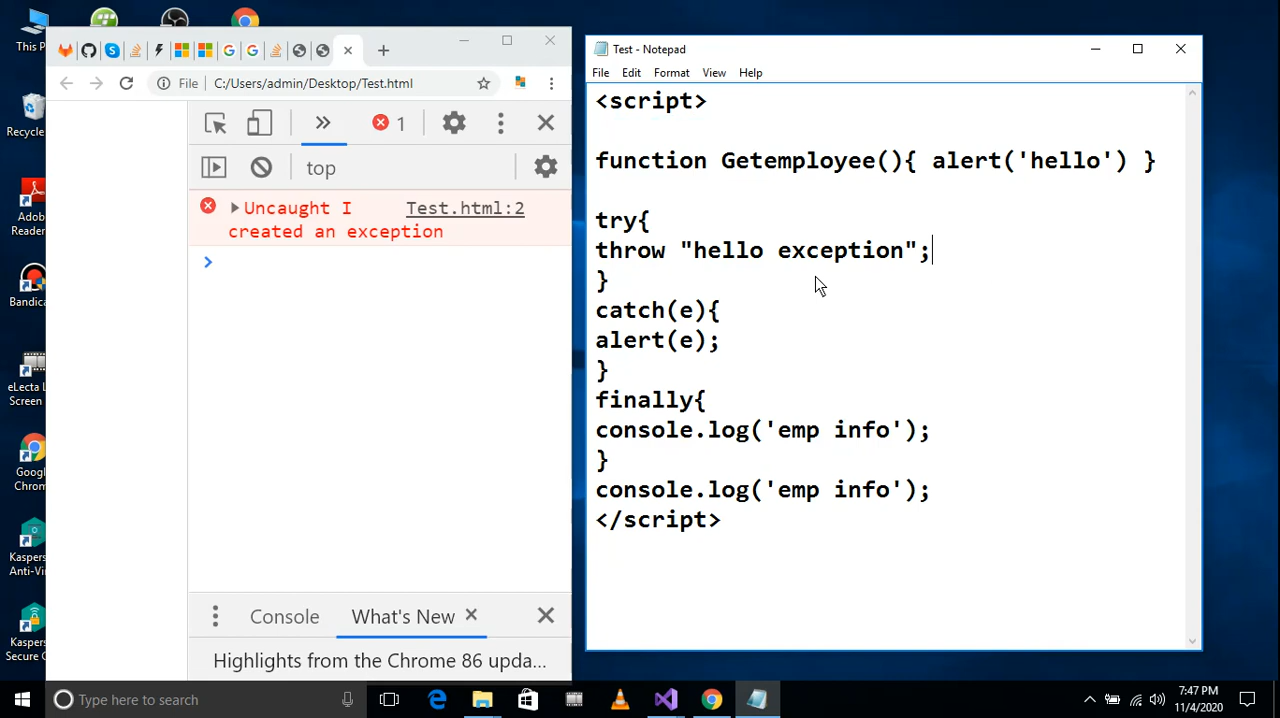 This P
Recycle
Adobe
Reader
Bandica
eLecta L
Screen
Googl
Chrom
Kaspers
Anti-Vi
Kaspers
Secure C
File C:/Users/admin/Desktop/Test.html
1
top
Uncaught I Test.html:2
created an exception
Console What's New
Highlights from the Chrome 86 upda...
Test - Notepad
File Edit Format View Help
<script>
function Getemployee(){ alert('hello') }
try{
throw "hello exception";
}
catch(e){
alert(e);
}
finally{
console.log('emp info');
}
console.log('emp info');
</script>
Type here to search
7:47 PM
11/4/2020